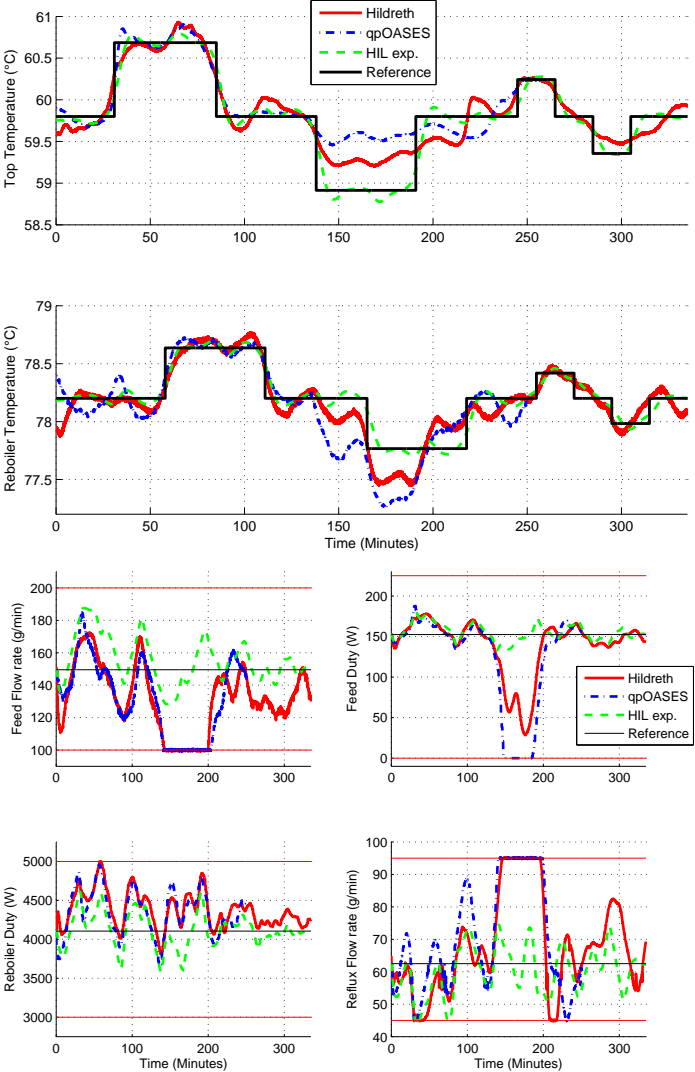 Hildreth
qpOASES
HIL exp.
Reference
Top Temperature (°C)
61
60.5
60
59.5
59
58.5
0 50 100 150 200 250 300
Reboiler Temperature (°C)
79
78.5
78
77.5
0 50 100 150 200 250 300
Time (Minutes)
Feed Flow rate (g/min)
200
180
160
140
120
100
0 100 200 300
Feed Duty (W)
200
150
100
50
0
0 100 200 300
Hildreth
qpOASES
HIL exp.
Reference
Reboiler Duty (W)
5000
4500
4000
3500
3000
0 100 200 300
Time (Minutes)
Reflux Flow rate (g/min)
100
90
80
70
60
50
40
0 100 200 300
Time (Minutes)